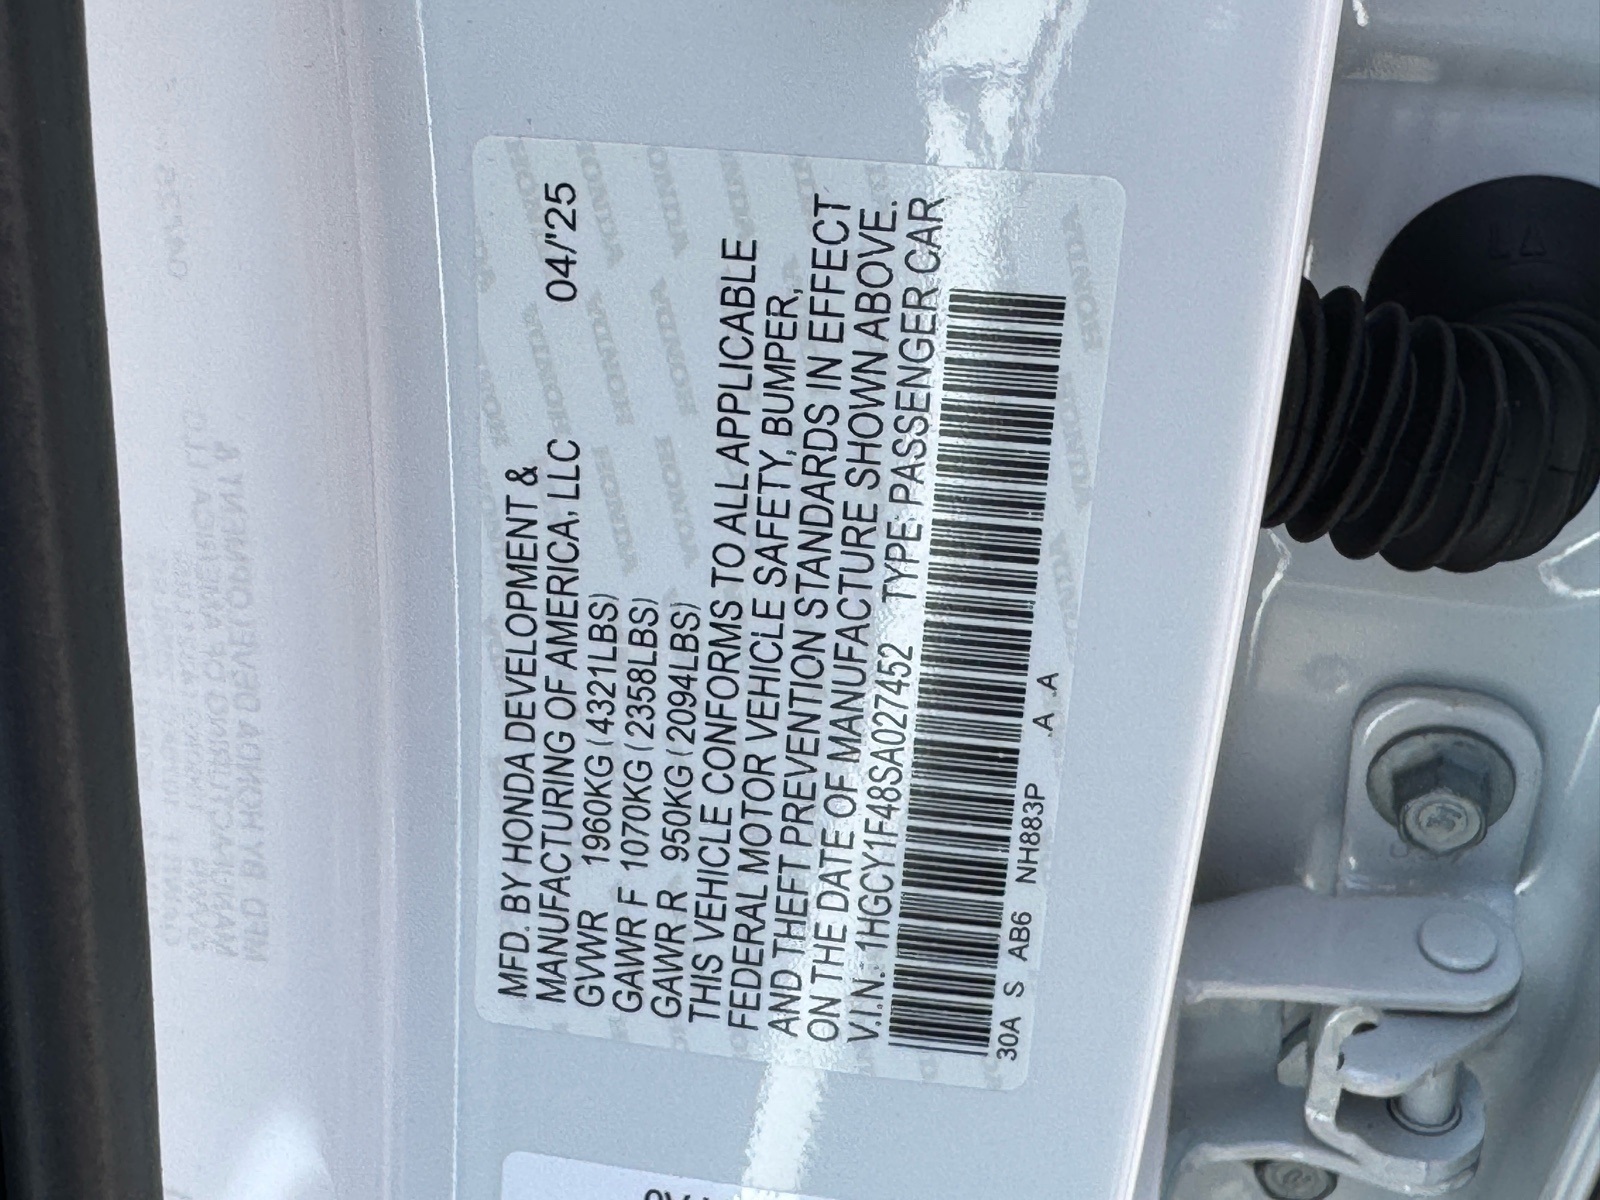 MFD. BY HONDA DEVELOPMENT &
MANUFACTURING OF AMERICA, LLC 04/'25
GVWR 1960KG (4321LBS)
GAWR F 1070KG (2358LBS)
GAWR R 950KG (2094LBS)
THIS VEHICLE CONFORMS TO ALL APPLICABLE
FEDERAL MOTOR VEHICLE SAFETY, BUMPER,
AND THEFT PREVENTION STANDARDS IN EFFECT
ON THE DATE OF MANUFACTURE SHOWN ABOVE.
V.I.N.: 1HGCY1F48SA027452 TYPE: PASSENGER CAR
30A S AB6 NH883P A A